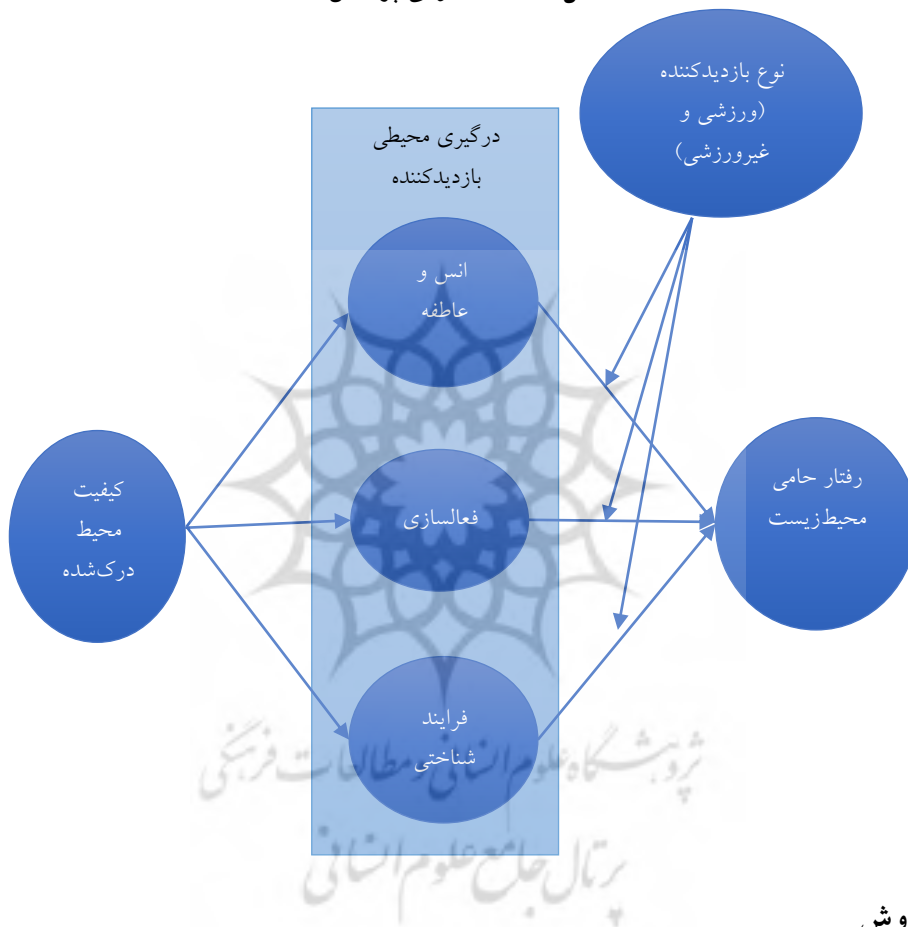 نوع بازدیدکننده
(ورزشی و
غیرورزشی)
درگیری محیطی
بازدیدکننده
انس و
عاطفه
کیفیت
محیط
درک‌شده
فعالسازی
رفتار حامی
محیط‌زیست
فرایند
شناختی
پژوهشگاه علوم انسانی و مطالعات فرهنگی
پرتال جامع علوم انسانی